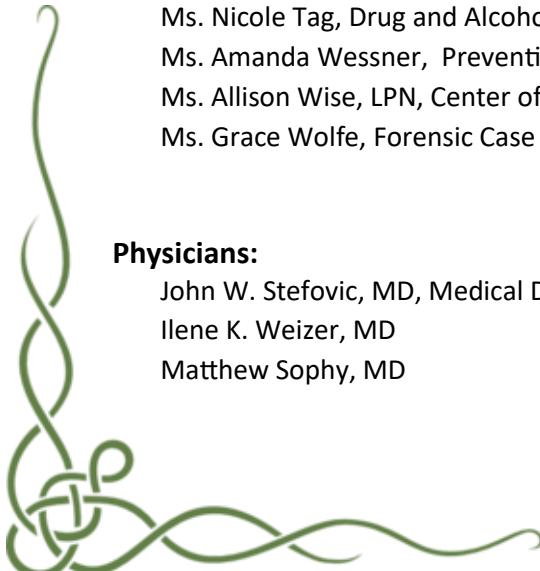 Ms. Nicole Tag, Drug and
Ms. Amanda Wessner, 
Ms. Allison Wise, LPN, Center of
Ms. Grace Wolfe, Forensic Case
Physicians:
John W. Stefovic, MD, Medical
Ilene K. Weizer, MD
Matthew Sophy, MD